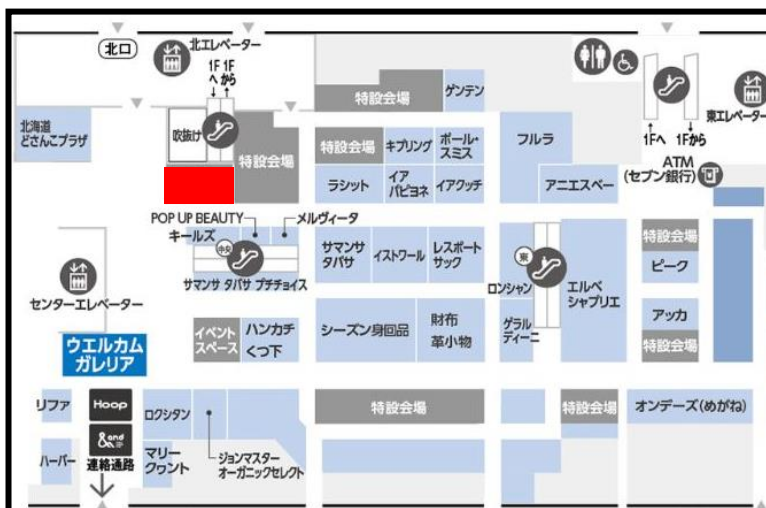 北口
北エレベーター
1F 1F
へ から
吹抜け
特設会場
北海道
どさんこプラザ
特設会場
ゲンテン
特設会場
キプリング
ポール・
スミス
フルラ
ラシット
イア
パピヨネ
イアクッチ
アニエスベー
1Fへ 1Fから
東エレベーター
ATM
(セブン銀行)
POP UP BEAUTY
メルヴィータ
キールズ
中央
サマンサ タバサ プチチョイス
センターエレベーター
サマンサ
タバサ
イストワール
レスポート
サック
東
ロンシャン
エルベ
シャプリエ
特設会場
ピーク
ウエルカム
ガレリア
イベント
スペース
ハンカチ
くつ下
シーズン身回品
財布
革小物
ゲラル
ディーニ
アッカ
特設会場
リファ
Hoop
ロクシタン
特設会場
特設会場
オンデーズ(めがね)
&and
ハーバー
連絡通路
マリー
クヮント
ジョンマスター
オーガニックセレクト